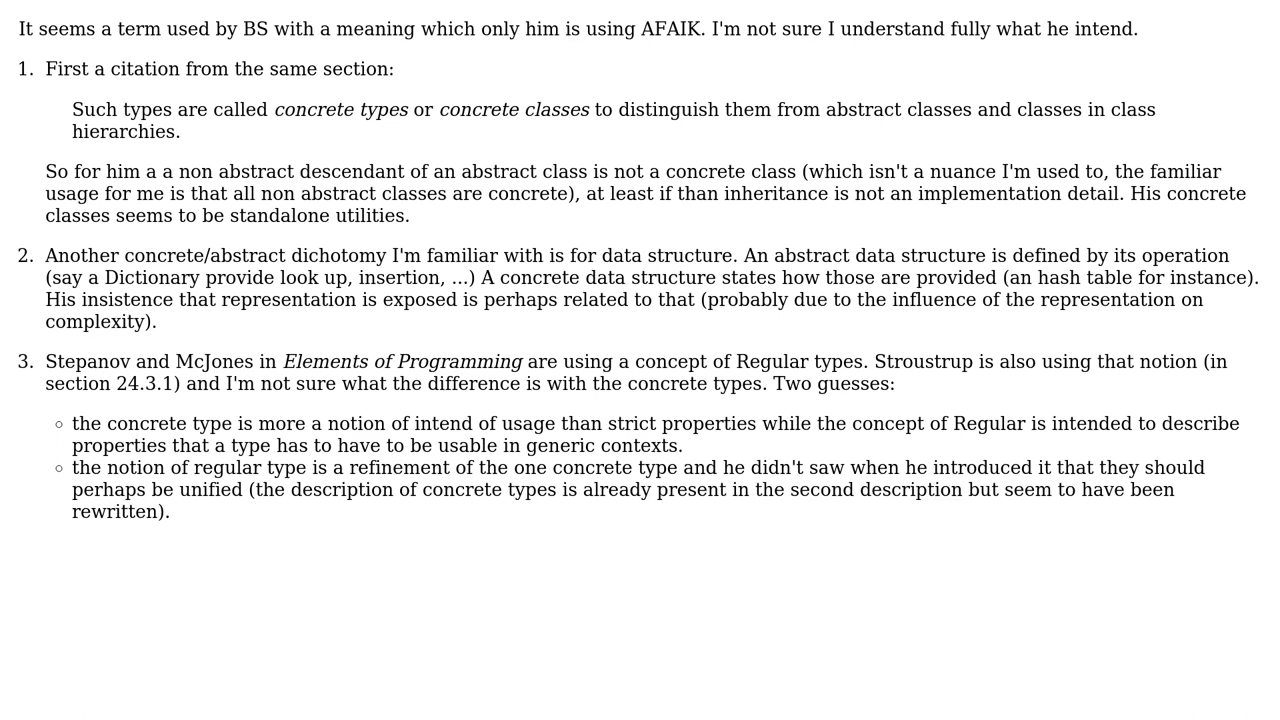 It seems a term used by BS with a meaning which only him is using AFAIK. I'm not sure I understand fully what he intend.
1. First a citation from the same section:
Such types are called concrete types or concrete classes to distinguish them from abstract classes and classes in class
hierarchies.
So for him a a non abstract descendant of an abstract class is not a concrete class (which isn't a nuance I'm used to, the familiar
usage for me is that all non abstract classes are concrete), at least if than inheritance is not an implementation detail. His concrete
classes seems to be standalone utilities.
2. Another concrete/abstract dichotomy I'm familiar with is for data structure. An abstract data structure is defined by its operation
(say a Dictionary provide look up, insertion, ...) A concrete data structure states how those are provided (an hash table for instance).
His insistence that representation is exposed is perhaps related to that (probably due to the influence of the representation on
complexity).
3. Stepanov and McJones in Elements of Programming are using a concept of Regular types. Stroustrup is also using that notion (in
section 24.3.1) and I'm not sure what the difference is with the concrete types. Two guesses:
◦ the concrete type is more a notion of intend of usage than strict properties while the concept of Regular is intended to describe
properties that a type has to have to be usable in generic contexts.
◦ the notion of regular type is a refinement of the one concrete type and he didn't saw when he introduced it that they should
perhaps be unified (the description of concrete types is already present in the second description but seem to have been
rewritten).